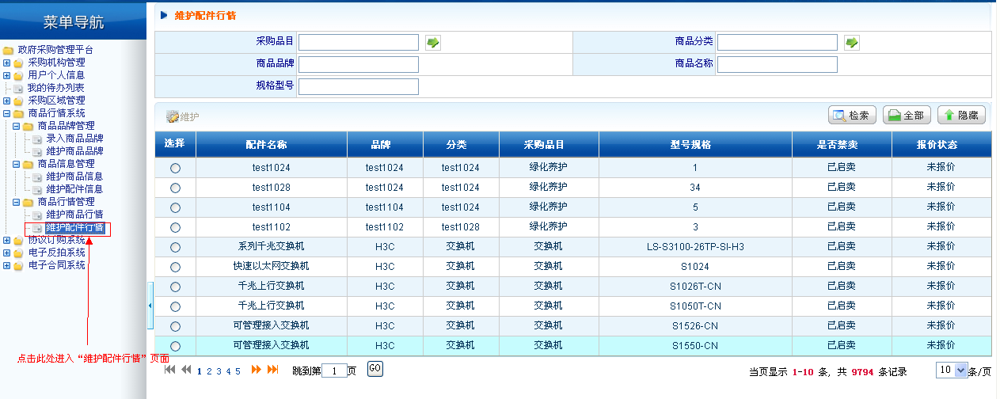 菜单导航
政府采购管理平台
采购机构管理
用户个人信息
我的待办列表
采购区域管理
商品行情系统
商品品牌管理
录入商品品牌
维护商品品牌
商品信息管理
维护商品信息
维护配件信息
商品行情管理
维护商品行情
维护配件行情
协议订购系统
电子反拍系统
电子合同系统
点击此处进入“维护配件行情”页面
维护配件行情
采购品目 商品分类
商品品牌 商品名称
规格型号
维护 检索 全部 隐藏
选择 配件名称 品牌 分类 采购品目 型号规格 是否禁卖 报价状态
test1024 test1024 test1024 绿化养护 1 已启卖 未报价
test1028 test1024 test1024 绿化养护 34 已启卖 未报价
test1104 test1104 test1024 绿化养护 5 已启卖 未报价
test1102 test1102 test1028 绿化养护 3 已启卖 未报价
系列千兆交换机 H3C 交换机 交换机 LS-S3100-26TP-SI-H3 已启卖 未报价
快速以太网交换机 H3C 交换机 交换机 S1024 已启卖 未报价
千兆上行交换机 H3C 交换机 交换机 S1026T-CN 已启卖 未报价
千兆上行交换机 H3C 交换机 交换机 S1050T-CN 已启卖 未报价
可管理接入交换机 H3C 交换机 交换机 S1526-CN 已启卖 未报价
可管理接入交换机 H3C 交换机 交换机 S1550-CN 已启卖 未报价
1 2 3 4 5 跳到第 1 页 GO 当页显示 1-10 条, 共 9794 条记录 10 条/页